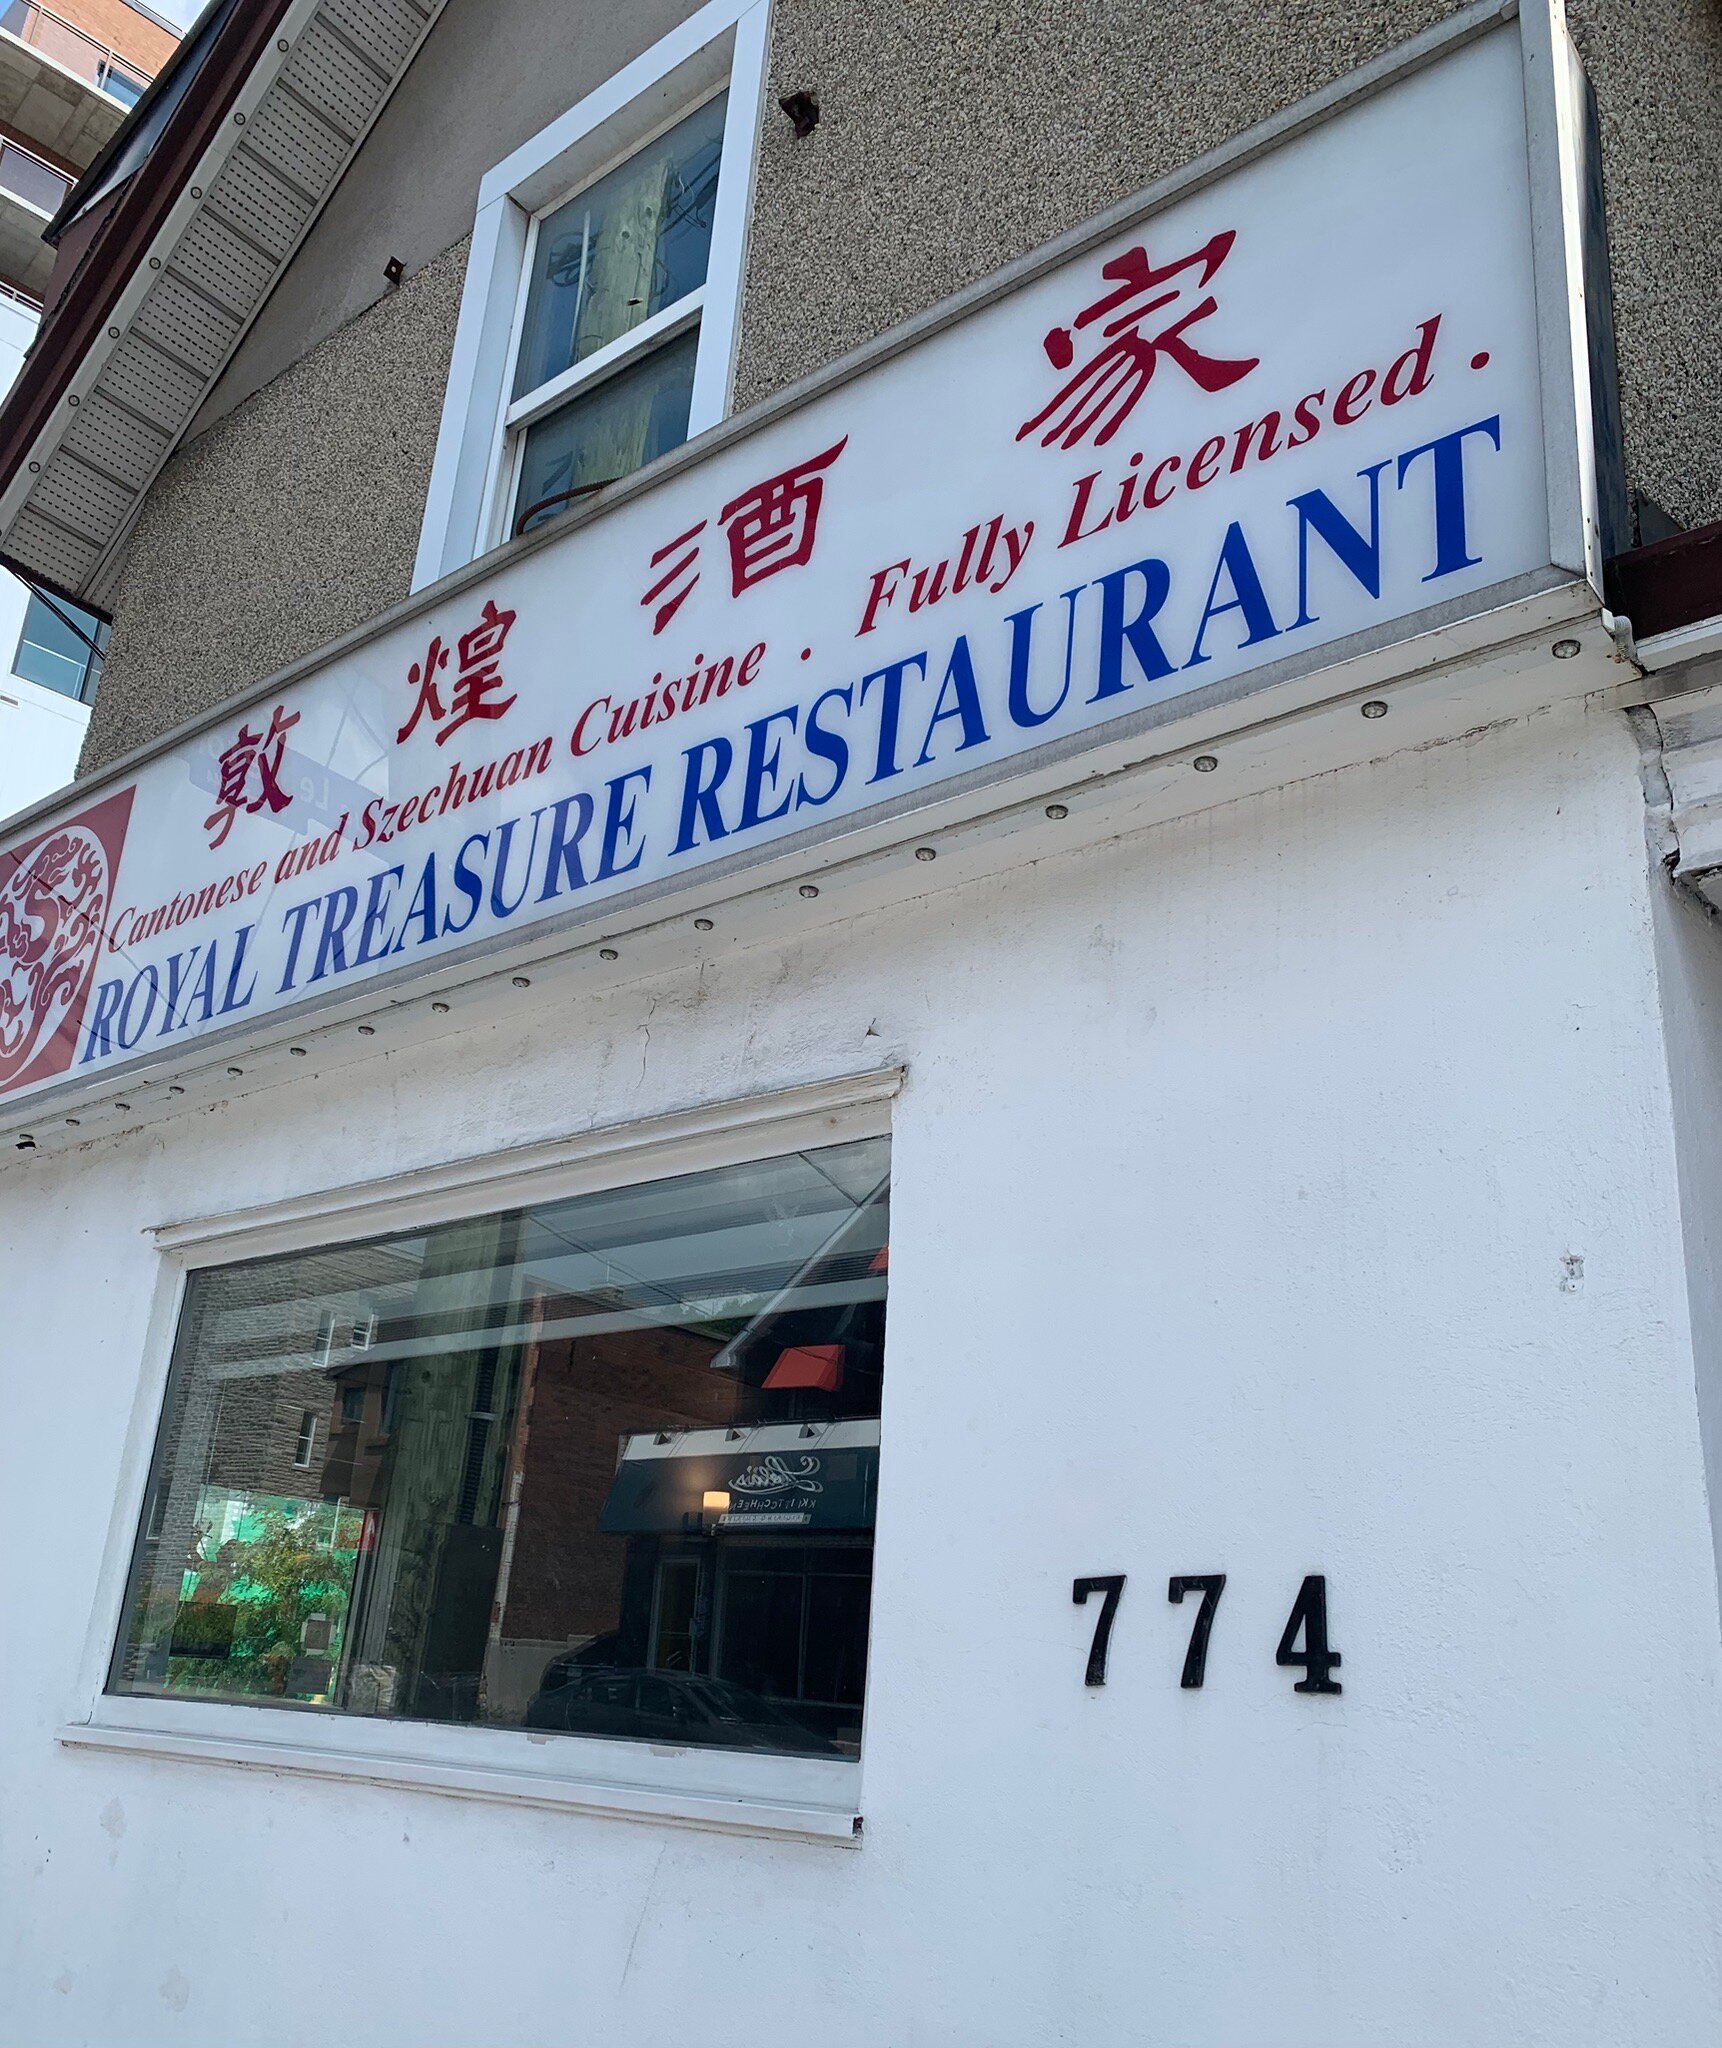 敦煌酒家
Cantonese and Szechuan Cuisine . Fully Licensed .
ROYAL TREASURE RESTAURANT
774